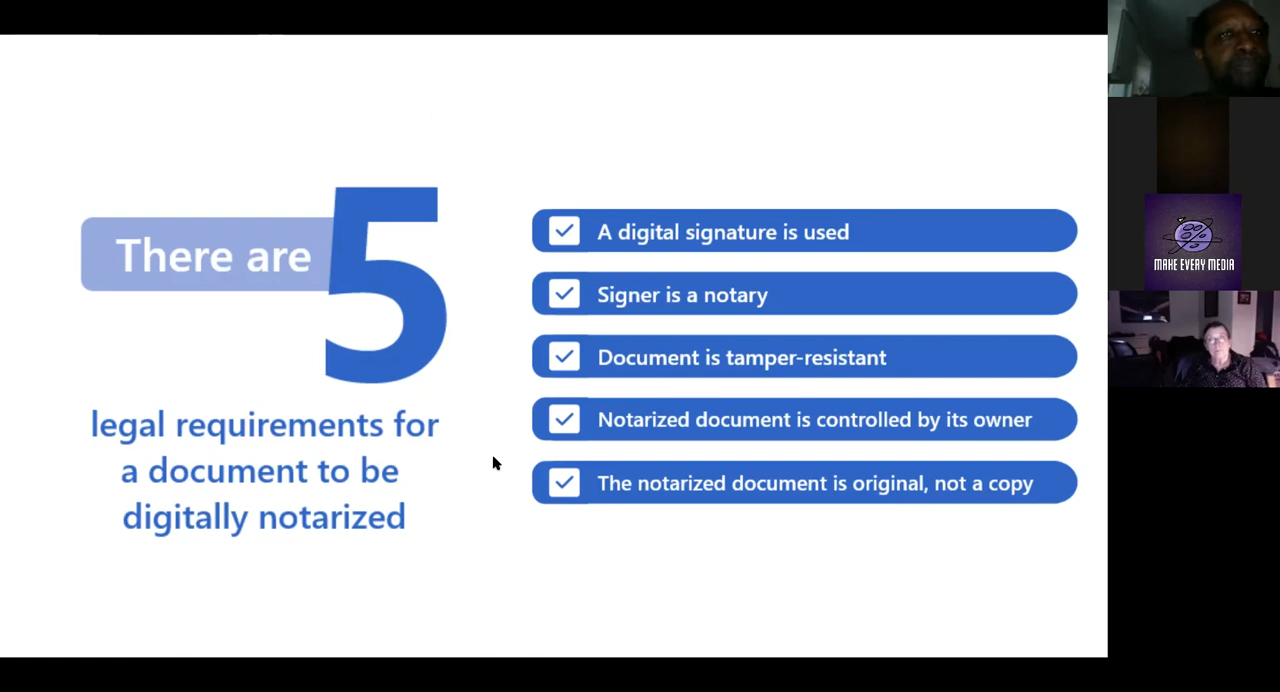 There are 5
legal requirements for
a document to be
digitally notarized
A digital signature is used
Signer is a notary
Document is tamper-resistant
Notarized document is controlled by its owner
The notarized document is original, not a copy
MAKE EVERY MEDIA